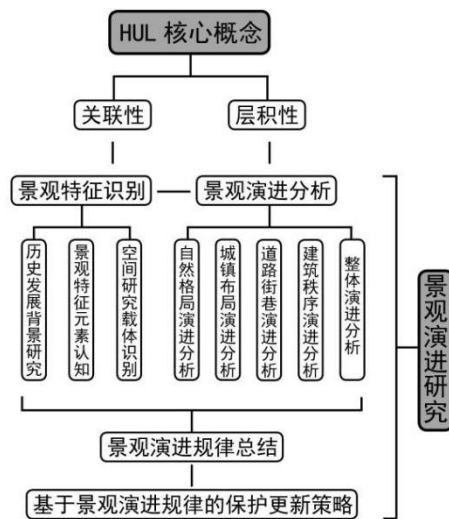 HUL 核心概念
关联性
层积性
景观特征识别
景观演进分析
历史发展背景研究
景观特征元素认知
空间研究载体识别
自然格局演进分析
城镇布局演进分析
道路街巷演进分析
建筑秩序演进分析
整体演进分析
景观演进研究
景观演进规律总结
基于景观演进规律的保护更新策略